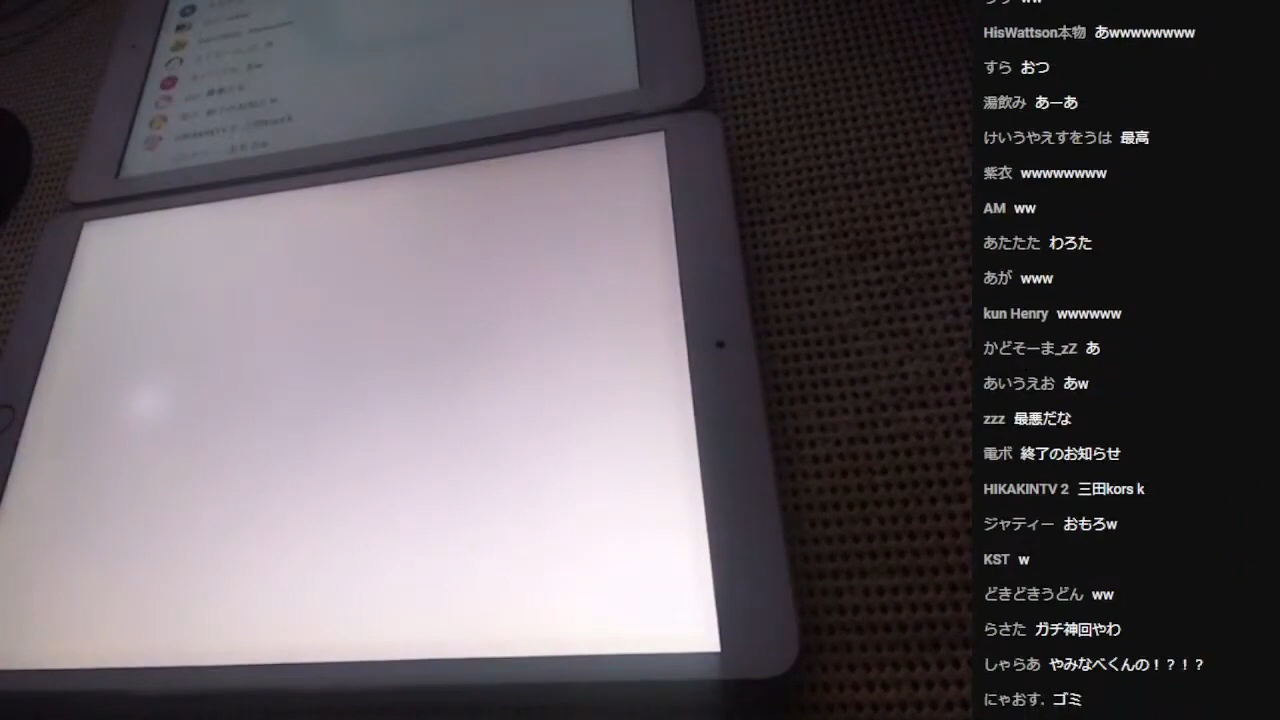 HisWattson本物 あwwwwwwww
すら おつ
湯飲み あーあ
けいうやえすをうは 最高
紫衣 wwwwwwww
AM ww
あたたた わろた
あが www
kun Henry wwwwww
かどそーま_zZ あ
あいうえお あw
zzz 最悪だな
電ボ 終了のお知らせ
HIKAKINTV 2 三田kors k
ジャティー おもろw
KST w
どきどきうどん ww
らさた ガチ神回やわ
しゃらあ やみなべくんの！？！？
にゃおす. ゴミ